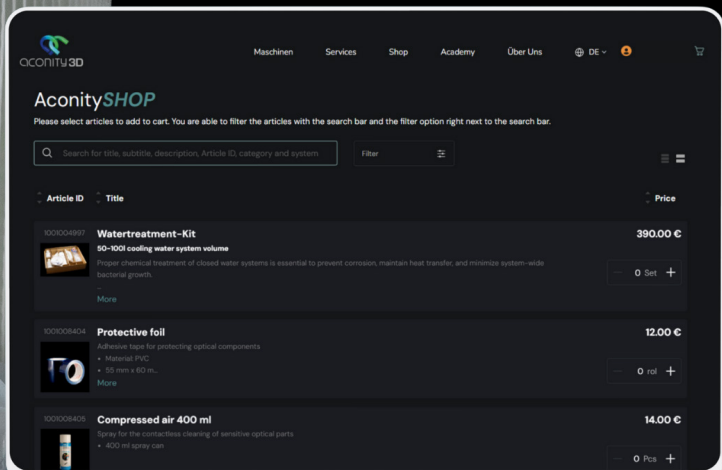 aconity3D
Maschinen Services Shop Academy Über Uns DE
AconitySHOP
Please select articles to add to cart. You are able to filter the articles with the search bar and the filter option right next to the search bar.
Search for title, subtitle, description, Article ID, category and system
Filter
Article ID Title Price
1001004997 Watertreatment-Kit 390.00 €
50-100l cooling water system volume
Proper chemical treatment of closed water systems is essential to prevent corrosion, maintain heat transfer, and minimize system-wide
bacterial growth.
0 Set +
..
More
1001008404 Protective foil 12.00 €
Adhesive tape for protecting optical components
• Material: PVC
• 55 mm x 60 m...
0 rol +
More
1001008405 Compressed air 400 ml 14.00 €
Spray for the contactless cleaning of sensitive optical parts
• 400 ml spray can
0 Pcs +